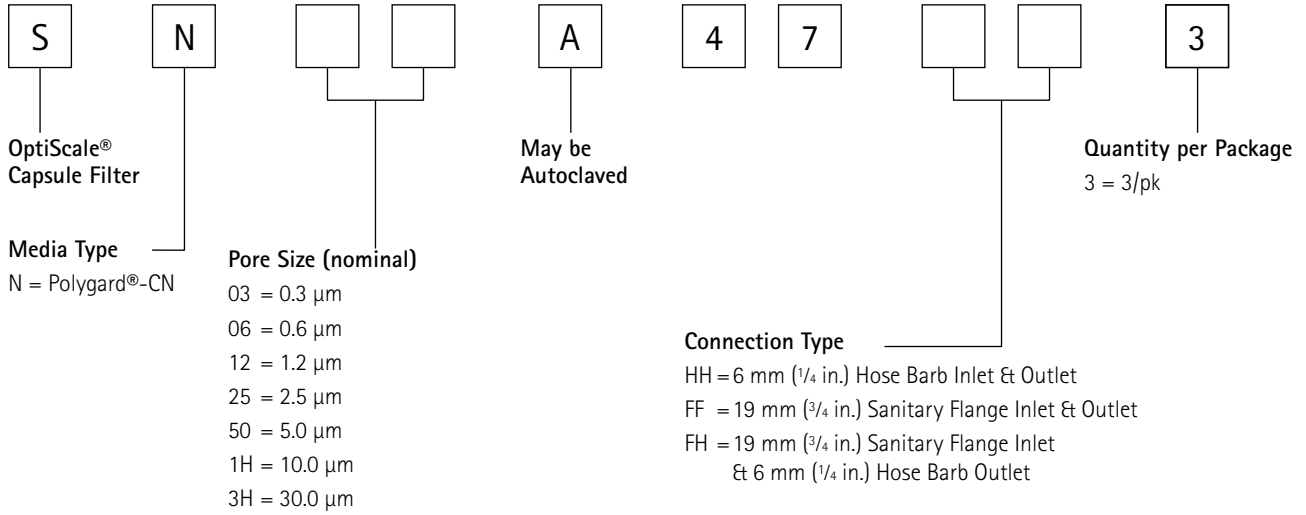 S N A 4 7 3
OptiScale®
Capsule Filter
May be
Autoclaved
Quantity per Package
3 = 3/pk
Media Type
N = Polygard®-CN
Pore Size (nominal)
03 = 0.3 µm
06 = 0.6 µm
12 = 1.2 µm
25 = 2.5 µm
50 = 5.0 µm
1H = 10.0 µm
3H = 30.0 µm
Connection Type
HH = 6 mm (1/4 in.) Hose Barb Inlet & Outlet
FF = 19 mm (3/4 in.) Sanitary Flange Inlet & Outlet
FH = 19 mm (3/4 in.) Sanitary Flange Inlet
& 6 mm (1/4 in.) Hose Barb Outlet